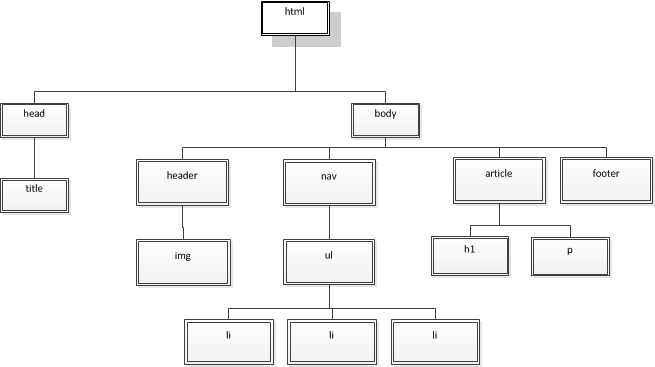 html
head
body
title
header
nav
article
footer
img
ul
h1
p
li
li
li